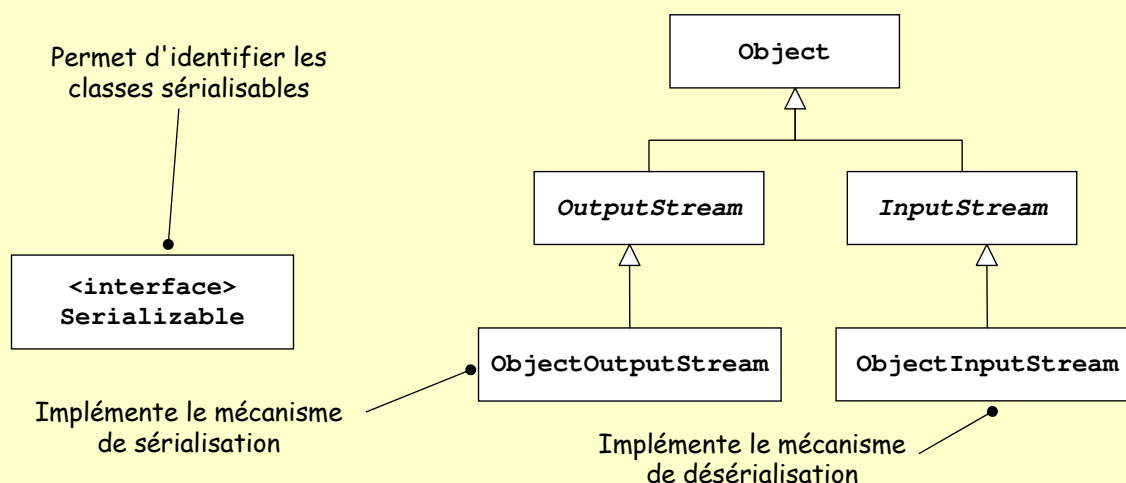 Permet d'identifier les
classes sérialisables
Object
OutputStream
InputStream
<interface>
Serializable
ObjectOutputStream
ObjectInputStream
Implémente le mécanisme
de sérialisation
Implémente le mécanisme
de désérialisation